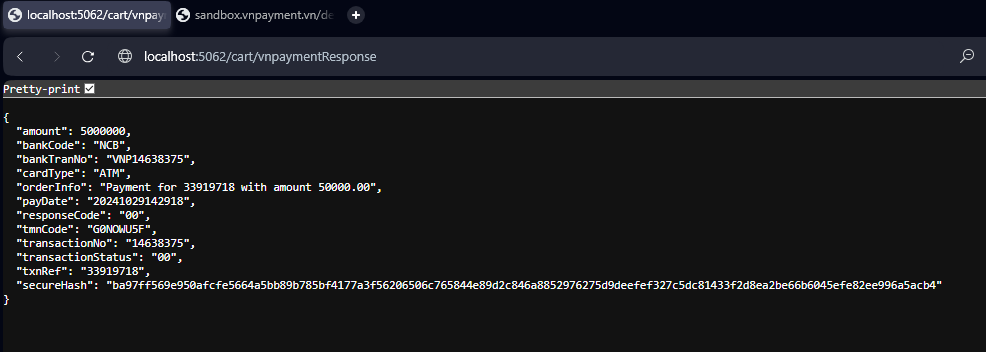 localhost:5062/cart/vnpay
sandbox.vnpayment.vn/de
localhost:5062/cart/vnpaymentResponse
Pretty-print
{
"amount": 5000000,
"bankCode": "NCB",
"bankTranNo": "VNP14638375",
"cardType": "ATM",
"orderInfo": "Payment for 33919718 with amount 50000.00",
"payDate": "20241029142918",
"responseCode": "00",
"tmnCode": "G0NOWU5F",
"transactionNo": "14638375",
"transactionStatus": "00",
"txnRef": "33919718",
"secureHash": "ba97ff569e950afcfe5664a5bb89b785bf4177a3f56206506c765844e89d2c846a8852976275d9deefef327c5dc81433f2d8ea2be66b6045efe82ee996a5acb4"
}